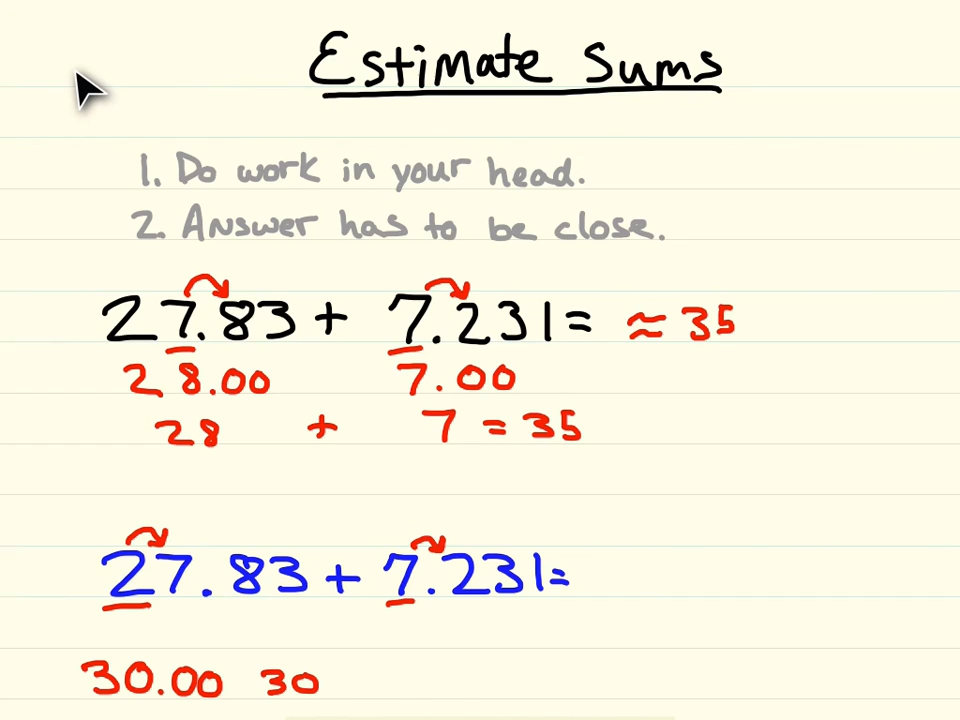 Estimate Sums
1. Do work in your head.
2. Answer has to be close.
27.83 + 7.231 = ≈ 35
28.00 7.00
28 + 7 = 35
27.83 + 7.231 =
30.00 30